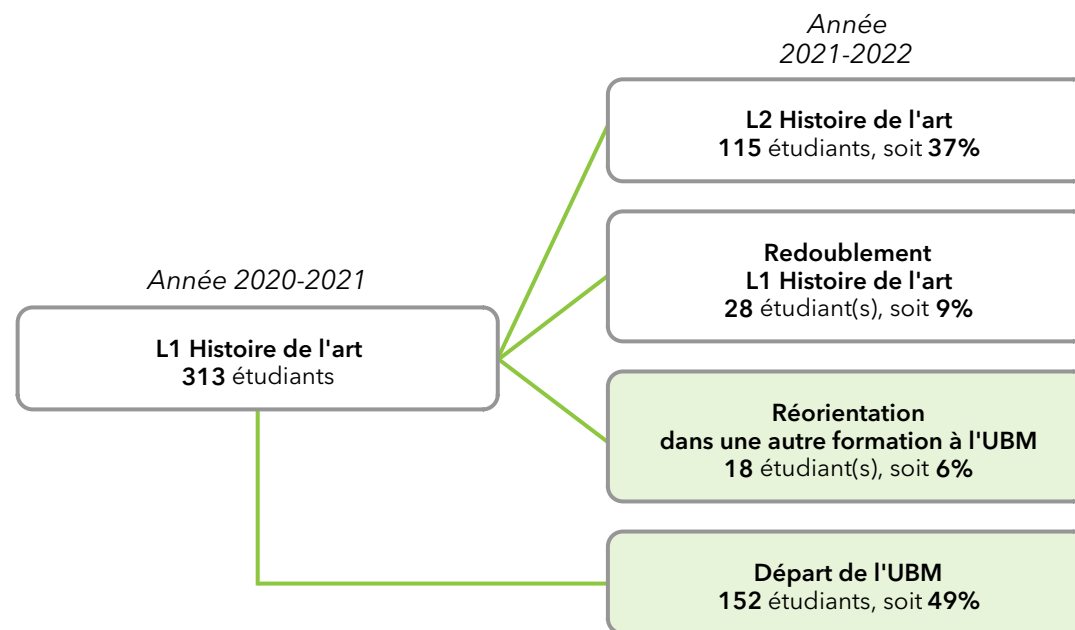 Année
2021-2022
L2 Histoire de l'art
115 étudiants, soit 37%
Redoublement
L1 Histoire de l'art
28 étudiant(s), soit 9%
Année 2020-2021
L1 Histoire de l'art
313 étudiants
Réorientation
dans une autre formation à l'UBM
18 étudiant(s), soit 6%
Départ de l'UBM
152 étudiants, soit 49%